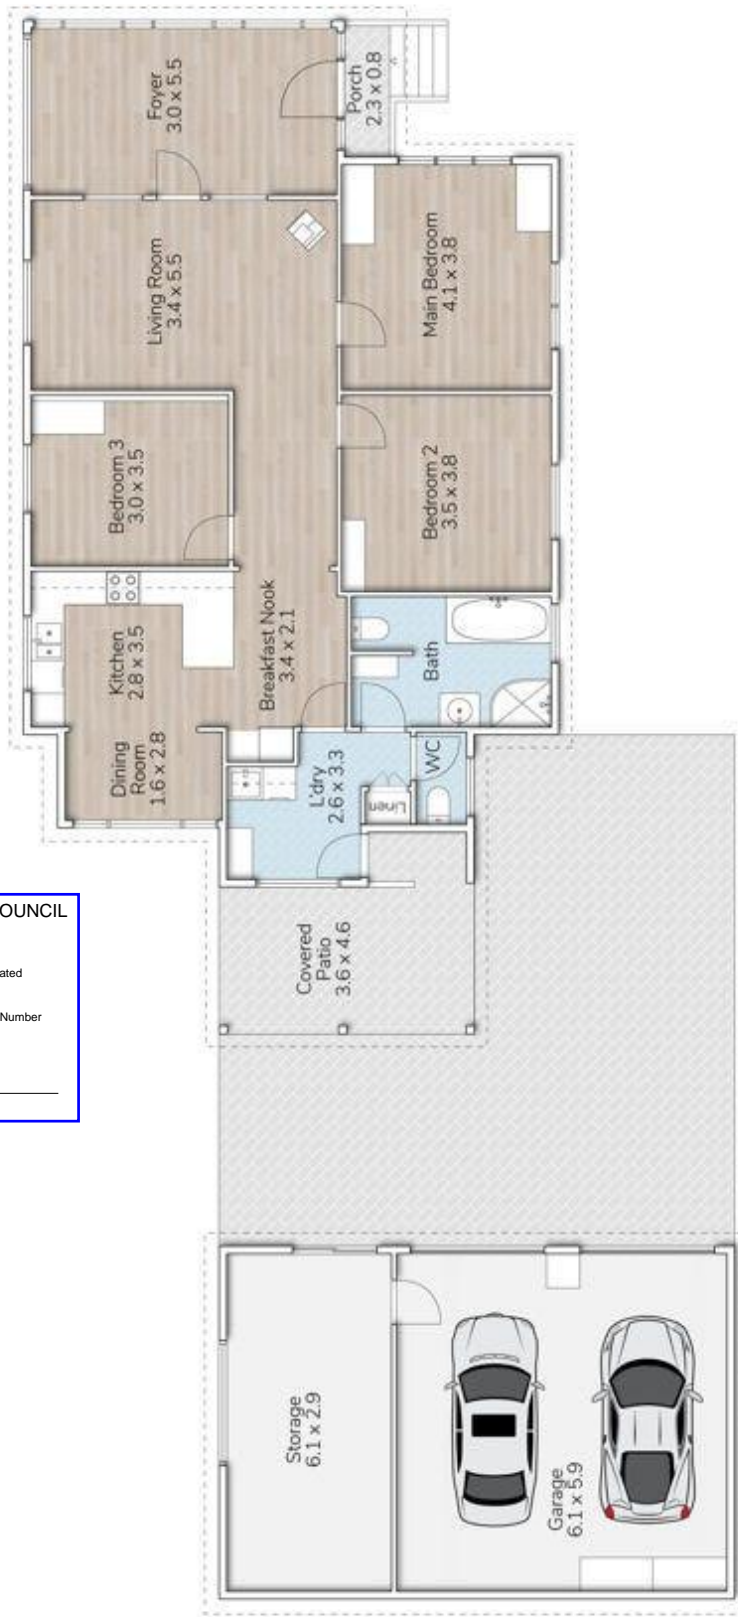 Foyer
3.0 x 5.5
Porch
2.3 x 0.8
Living Room
3.4 x 5.5
Main Bedroom
4.1 x 3.8
Bedroom 3
3.0 x 3.5
Bedroom 2
3.5 x 3.8
Kitchen
2.8 x 3.5
Breakfast Nook
3.4 x 2.1
Bath
Dining
Room
1.6 x 2.8
L'dry
2.6 x 3.3
WC
Linen
Covered
Patio
3.6 x 4.6
OUNCIL
ated
Number
Storage
6.1 x 2.9
Garage
6.1 x 5.9